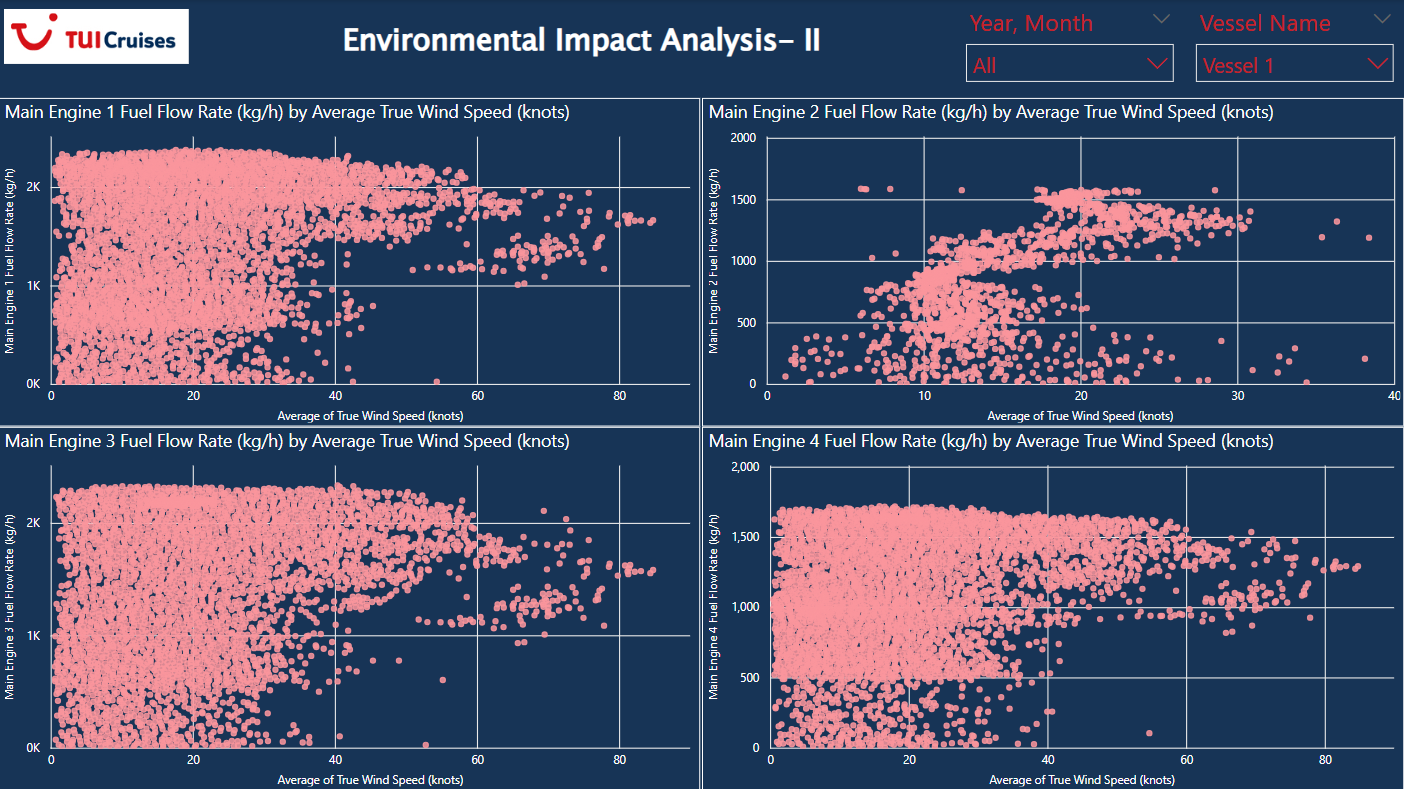 TUI Cruises
Environmental Impact Analysis- II
Year, Month
All
Vessel Name
Vessel 1
Main Engine 1 Fuel Flow Rate (kg/h) by Average True Wind Speed (knots)
Main Engine 1 Fuel Flow Rate (kg/h)
2K
1K
0K
0
20
40
60
80
Average of True Wind Speed (knots)
Main Engine 2 Fuel Flow Rate (kg/h) by Average True Wind Speed (knots)
Main Engine 2 Fuel Flow Rate (kg/h)
2000
1500
1000
500
0
0
10
20
30
40
Average of True Wind Speed (knots)
Main Engine 3 Fuel Flow Rate (kg/h) by Average True Wind Speed (knots)
Main Engine 3 Fuel Flow Rate (kg/h)
2K
1K
0K
0
20
40
60
80
Average of True Wind Speed (knots)
Main Engine 4 Fuel Flow Rate (kg/h) by Average True Wind Speed (knots)
Main Engine 4 Fuel Flow Rate (kg/h)
2,000
1,500
1,000
500
0
0
20
40
60
80
Average of True Wind Speed (knots)